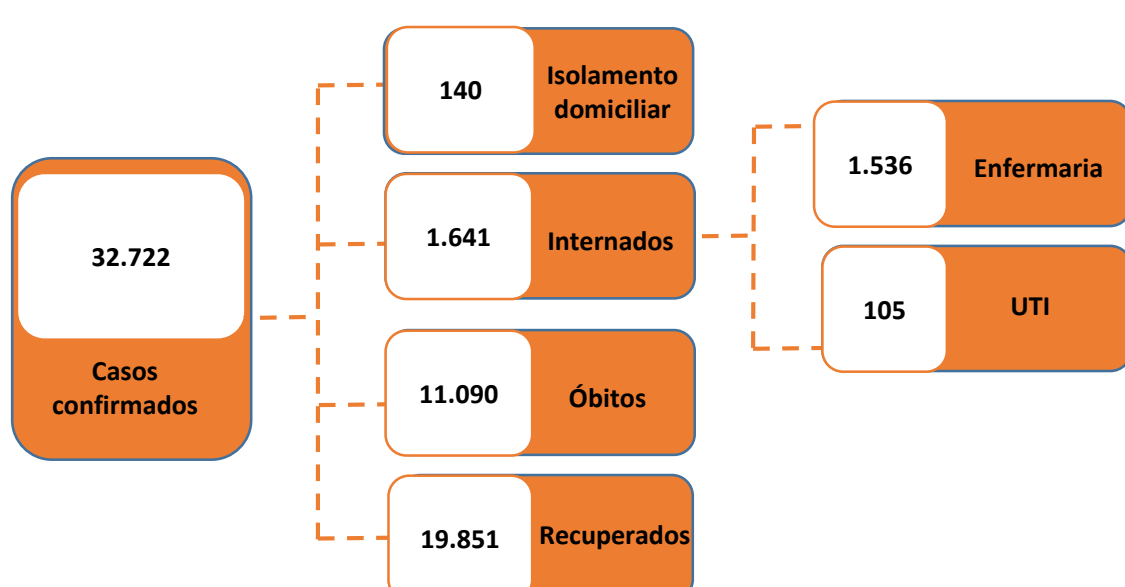 32.722
Casos
confirmados
140
Isolamento
domiciliar
1.641
Internados
11.090
Óbitos
19.851
Recuperados
1.536
Enfermaria
105
UTI